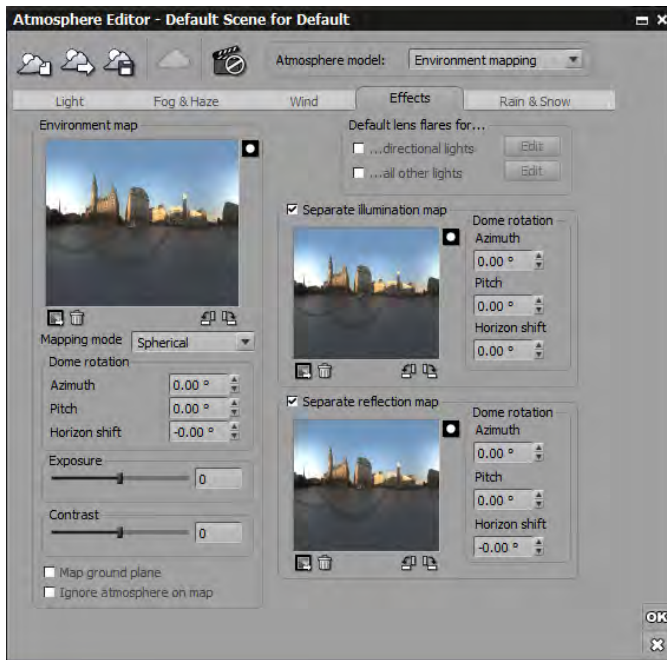 Atmosphere Editor - Default Scene for Default
Atmosphere model: Environment mapping
Light Fog & Haze Wind Effects Rain & Snow
Environment map
Mapping mode Spherical
Dome rotation
Azimuth 0.00 °
Pitch 0.00 °
Horizon shift -0.00 °
Exposure
0
Contrast
0
Map ground plane
Ignore atmosphere on map
Default lens flares for...
...directional lights Edit
...all other lights Edit
Separate illumination map
Dome rotation
Azimuth
0.00 °
Pitch
0.00 °
Horizon shift
0.00 °
Separate reflection map
Dome rotation
Azimuth
0.00 °
Pitch
0.00 °
Horizon shift
-0.00 °
OK